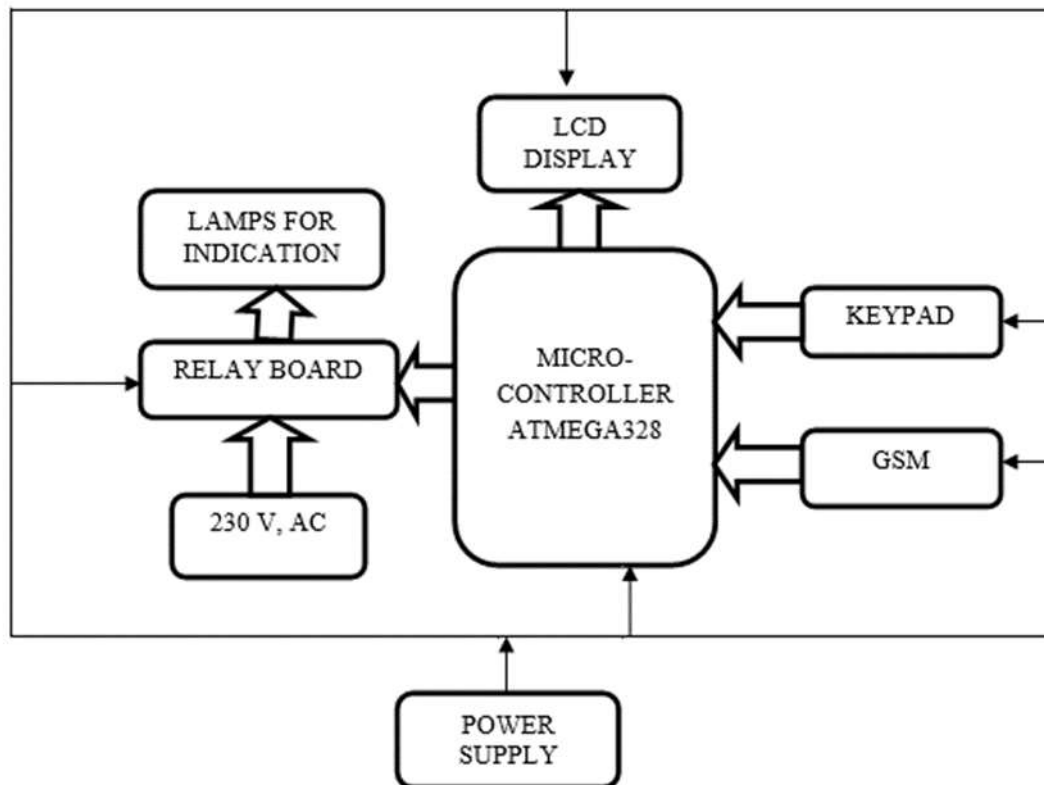 LCD
DISPLAY
LAMPS FOR
INDICATION
RELAY BOARD
230 V, AC
MICRO-
CONTROLLER
ATMEGA328
KEYPAD
GSM
POWER
SUPPLY